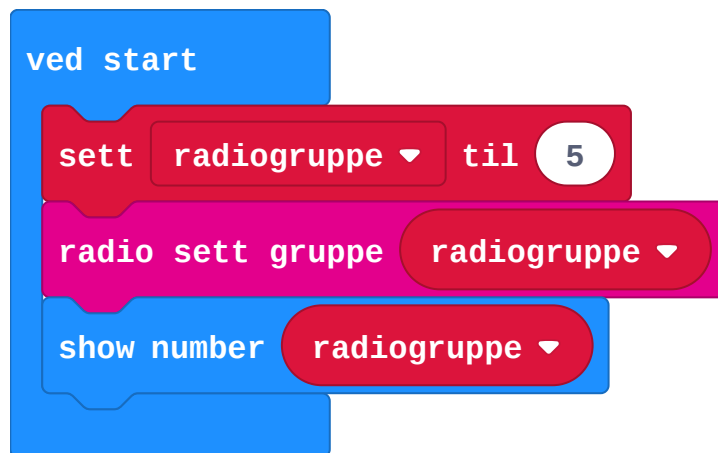 ved start
sett radiogruppe til 5
radio sett gruppe radiogruppe
show number radiogruppe